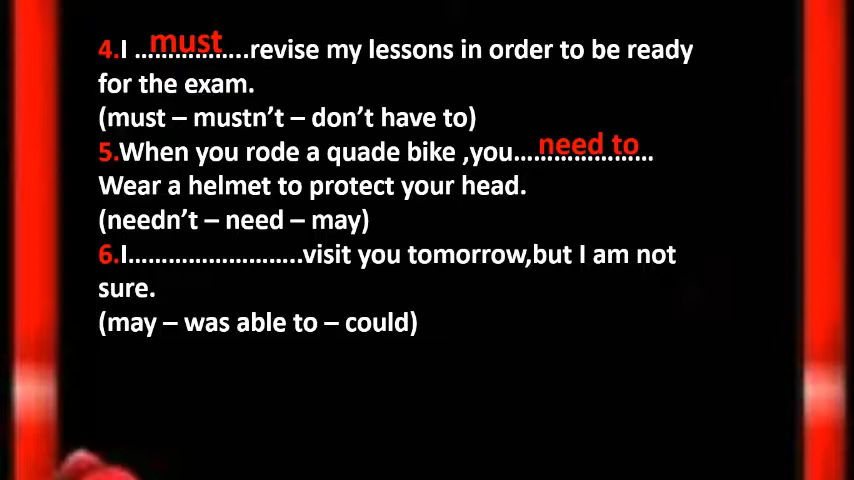 4.I ....must.....revise my lessons in order to be ready
for the exam.
(must – mustn't – don't have to)
5.When you rode a quade bike ,you...need to...
Wear a helmet to protect your head.
(needn't – need – may)
6.I..........................visit you tomorrow,but I am not
sure.
(may – was able to – could)